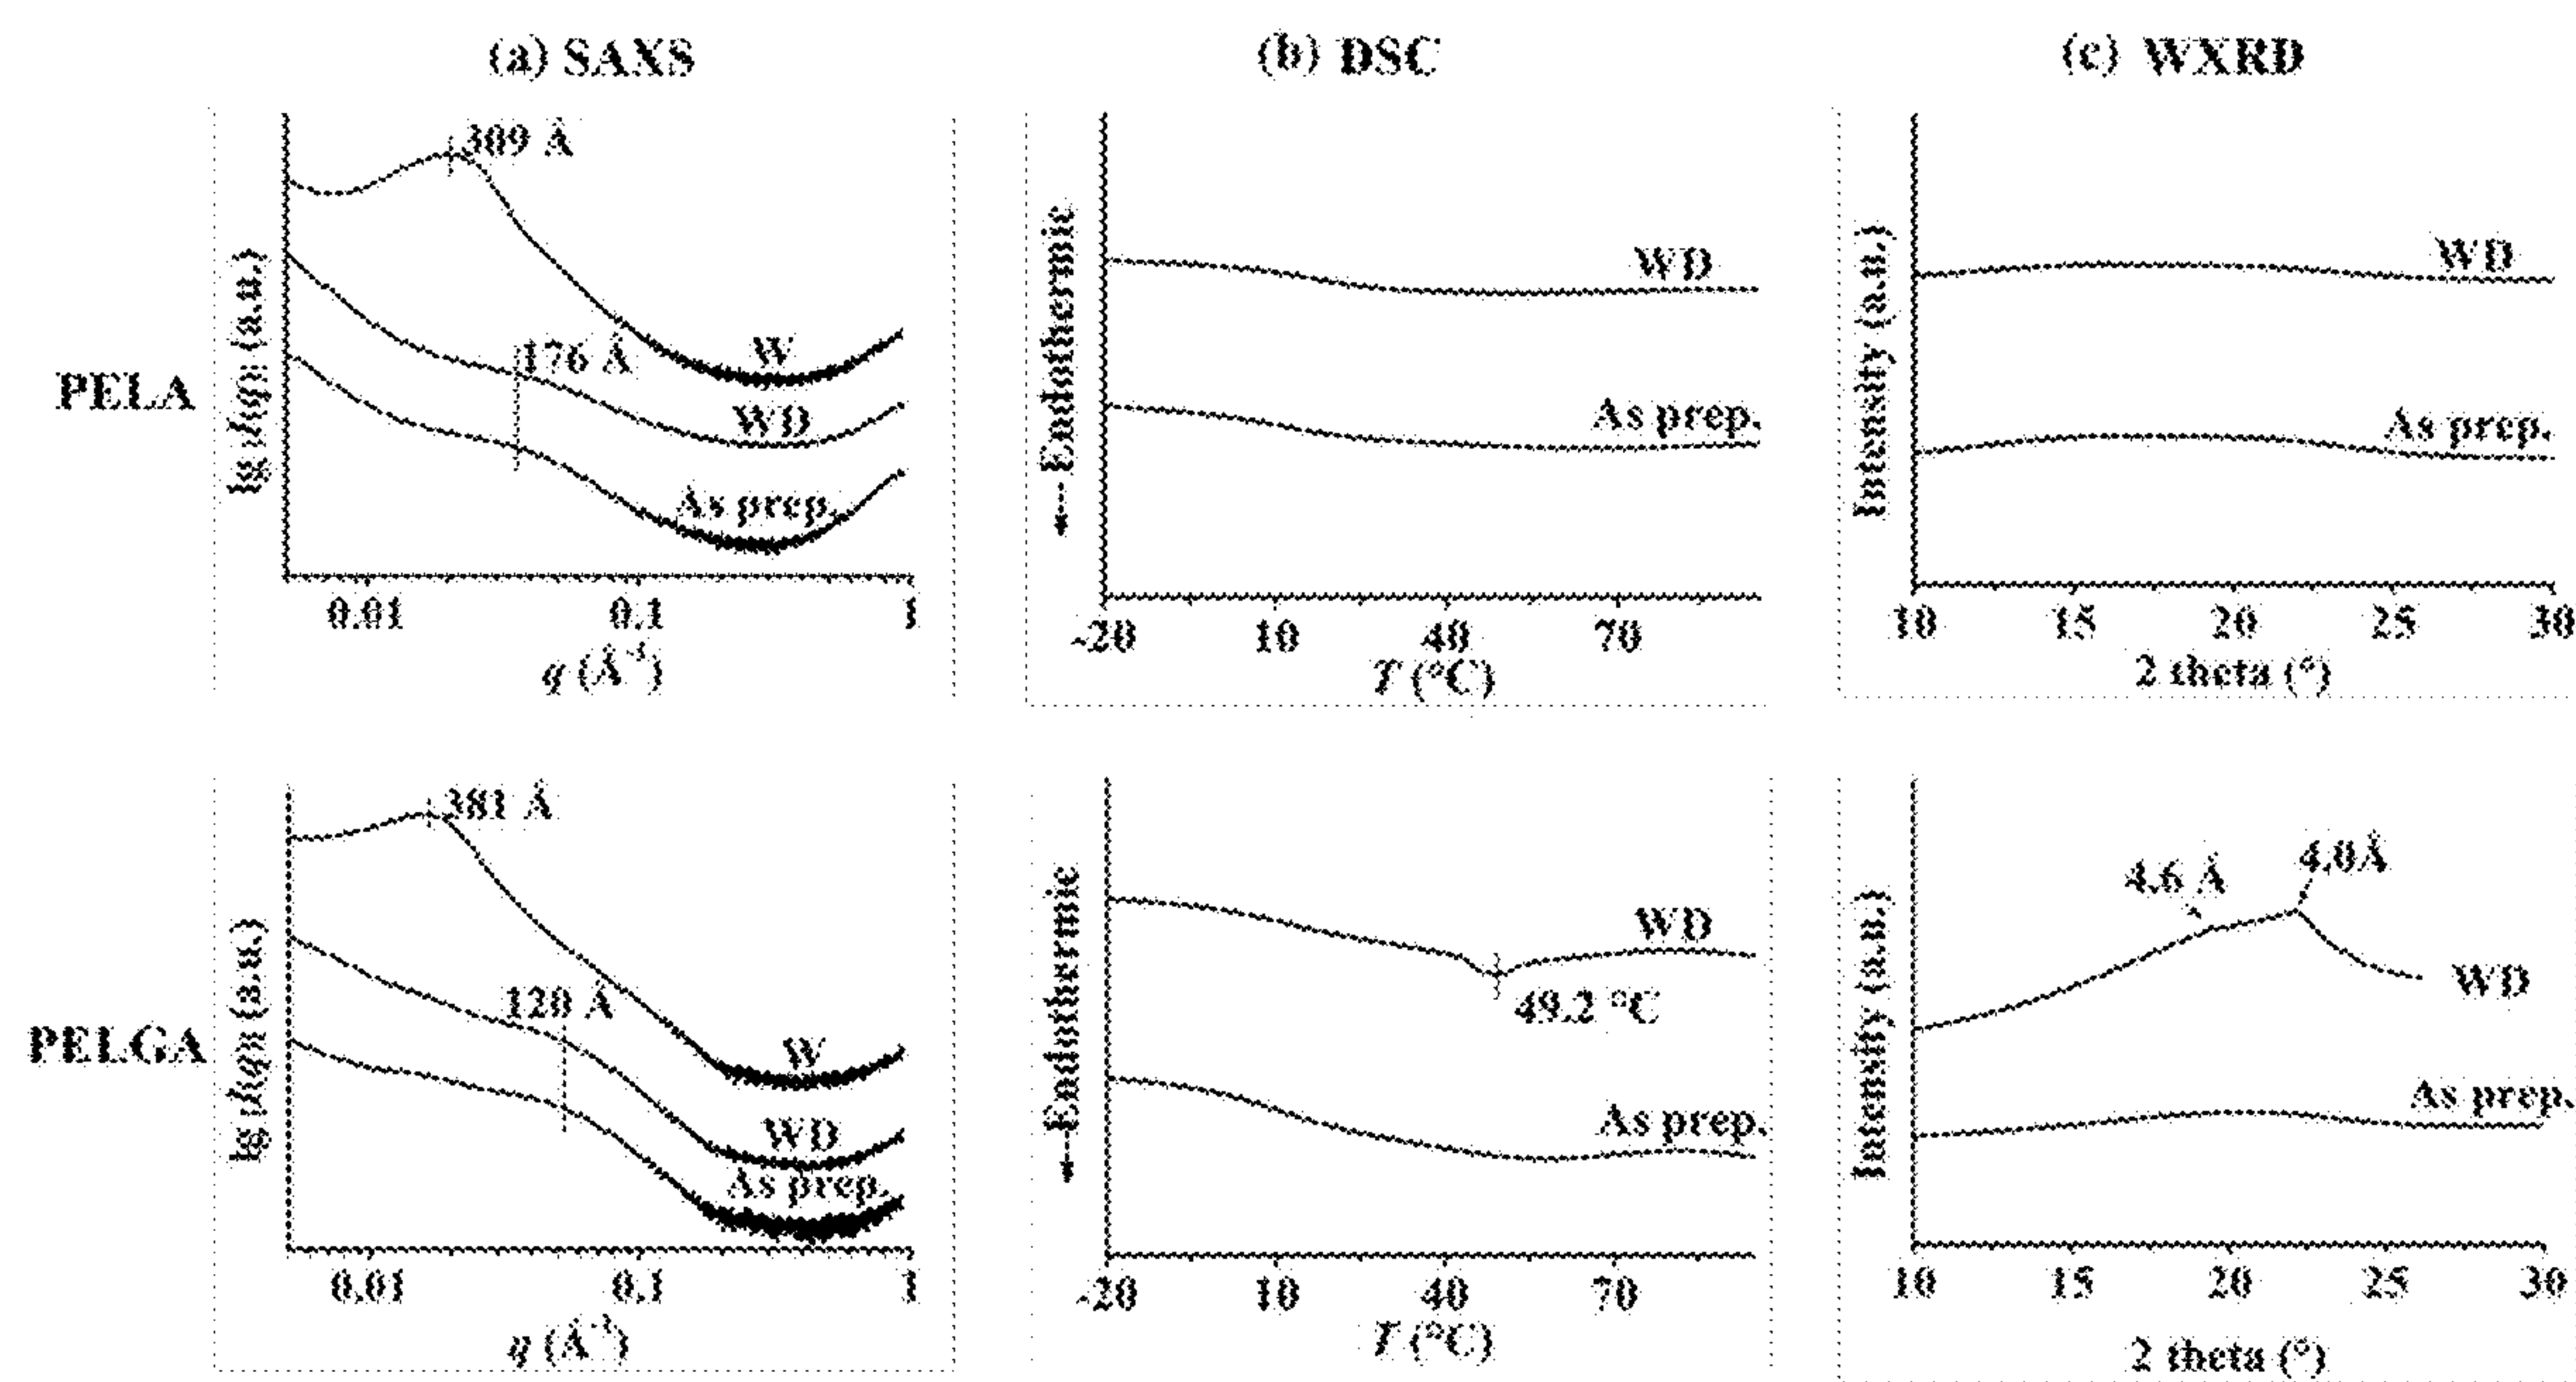 (a) SAXS
(b) DSC
(c) WXRD
PELA
309 Å
176 Å
W
WD
As prep.
0.01 0.1 1
q (Å-1)
Endothermic
WD
As prep.
-20 10 40 70
T (°C)
Intensity (a.u.)
WD
As prep.
10 15 20 25 30
2 theta (°)
PELGA
381 Å
120 Å
W
WD
As prep.
0.01 0.1 1
q (Å-1)
Endothermic
WD
49.2 °C
As prep.
-20 10 40 70
T (°C)
Intensity (a.u.)
4.6 Å
4.0Å
WD
As prep.
10 15 20 25 30
2 theta (°)